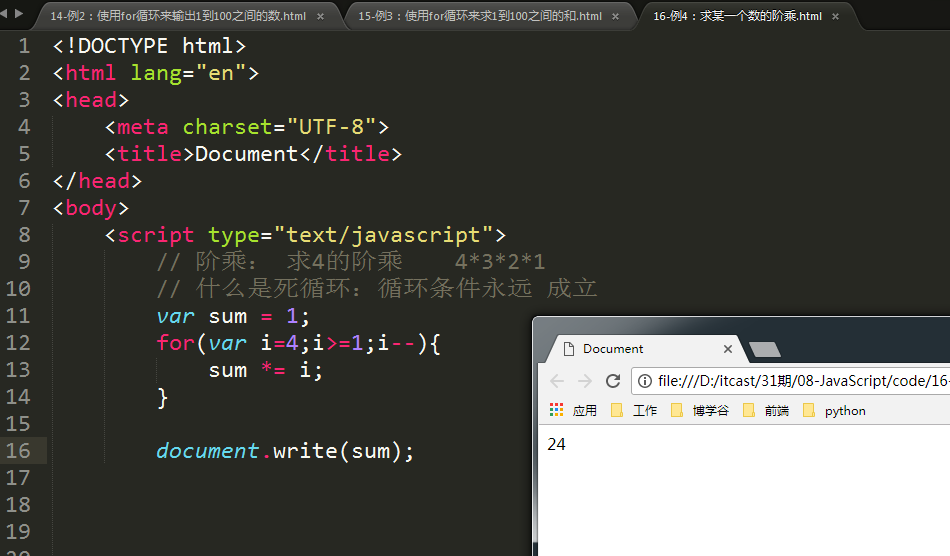 14-例2：使用for循环来输出1到100之间的数.html × 15-例3：使用for循环来求1到100之间的和.html × 16-例4：求某一个数的阶乘.html ×
1 <!DOCTYPE html>
2 <html lang="en">
3 <head>
4 <meta charset="UTF-8">
5 <title>Document</title>
6 </head>
7 <body>
8 <script type="text/javascript">
9 // 阶乘： 求4的阶乘 4*3*2*1
10 // 什么是死循环：循环条件永远 成立
11 var sum = 1;
12 for(var i=4;i>=1;i--){
13 sum *= i;
14 }
15
16 document.write(sum);
17
18
19
Document ×
file:///D:/itcast/31期/08-JavaScript/code/16-
应用 工作 博学谷 前端 python
24